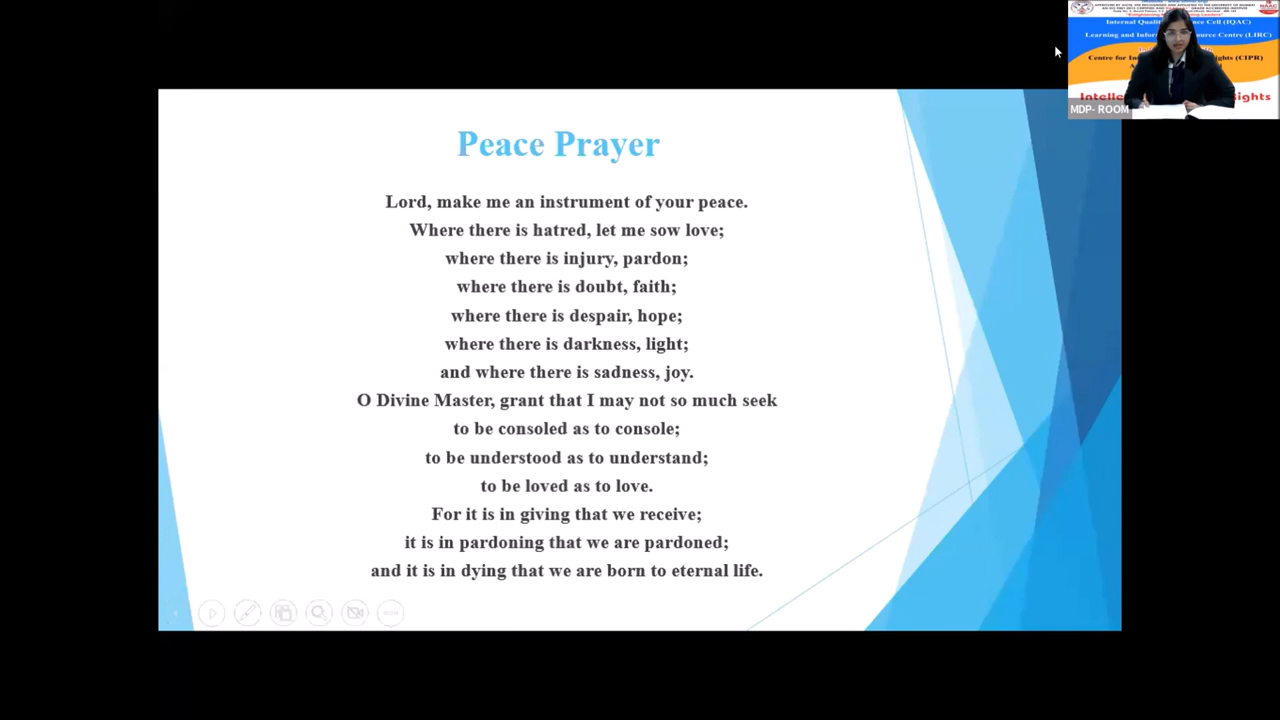 Peace Prayer
Lord, make me an instrument of your peace.
Where there is hatred, let me sow love;
where there is injury, pardon;
where there is doubt, faith;
where there is despair, hope;
where there is darkness, light;
and where there is sadness, joy.
O Divine Master, grant that I may not so much seek
to be consoled as to console;
to be understood as to understand;
to be loved as to love.
For it is in giving that we receive;
it is in pardoning that we are pardoned;
and it is in dying that we are born to eternal life.
NAAC
Internal ence Cell (IQAC)
Learning and ource Centre (LIRC)
Centre for ghts (CIPR)
Intelle ights
MDP- ROOM